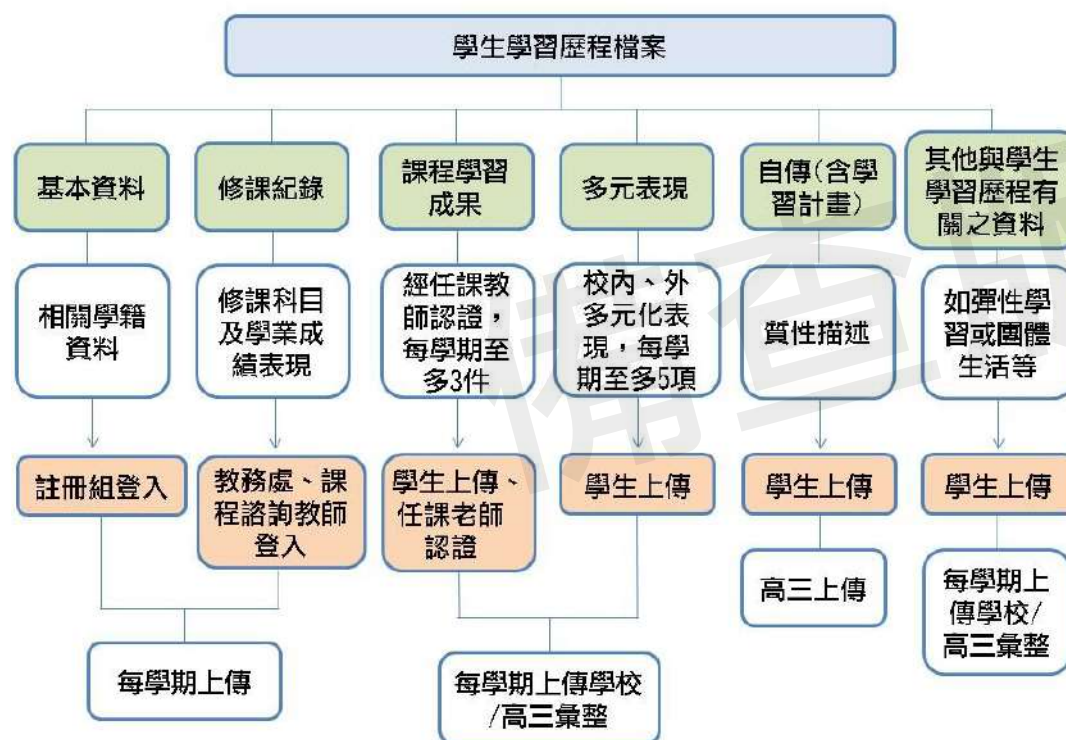 學生學習歷程檔案
基本資料
修課紀錄
課程學習
成果
多元表現
自傳(含學
習計畫)
其他與學生
學習歷程有
關之資料
相關學籍
資料
修課科目
及學業成
績表現
經任課教
師認證，
每學期至
多3件
校內、外
多元化表
現，每學
期至多5項
質性描述
如彈性學
習或團體
生活等
註冊組登入
教務處、課
程諮詢教師
登入
學生上傳、
任課老師
認證
學生上傳
學生上傳
學生上傳
每學期上傳
每學期上傳學校
/高三彙整
高三上傳
每學期上
傳學校/
高三彙整
備查